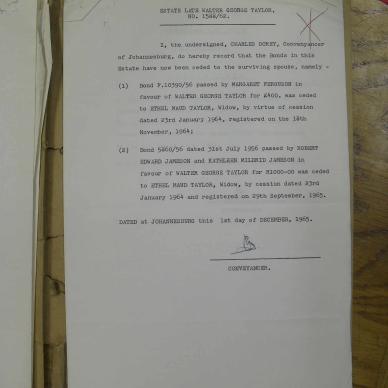 ESTATE LATE WALTER GEORGE TAYLOR.
NO. 1588/62.
I, the undersigned, CHARLES DOREY, Conveyancer
of Johannesburg, do hereby record that the Bonds in this
Estate have now been ceded to the surviving spouse, namely -
(1) Bond F.10390/56 passed by MARGARET FERGUSON in
favour of WALTER GEORGE TAYLOR for £400. was ceded
to ETHEL MAUD TAYLOR, Widow, by virtue of cession
dated 23rd January 1964, registered on the 18th
November, 1964;
(2) Bond 5860/56 dated 31st July 1956 passed by ROBERT
EDWARD JAMESON and KATHLEEN MILDRED JAMESON in
favour of WALTER GEORGE TAYLOR for R1000-00 was ceded
to ETHEL MAUD TAYLOR, Widow, by cession dated 23rd
January 1964 and registered on 29th September, 1965.
DATED at JOHANNESBURG this 1st day of DECEMBER, 1965.
CONVEYANCER.